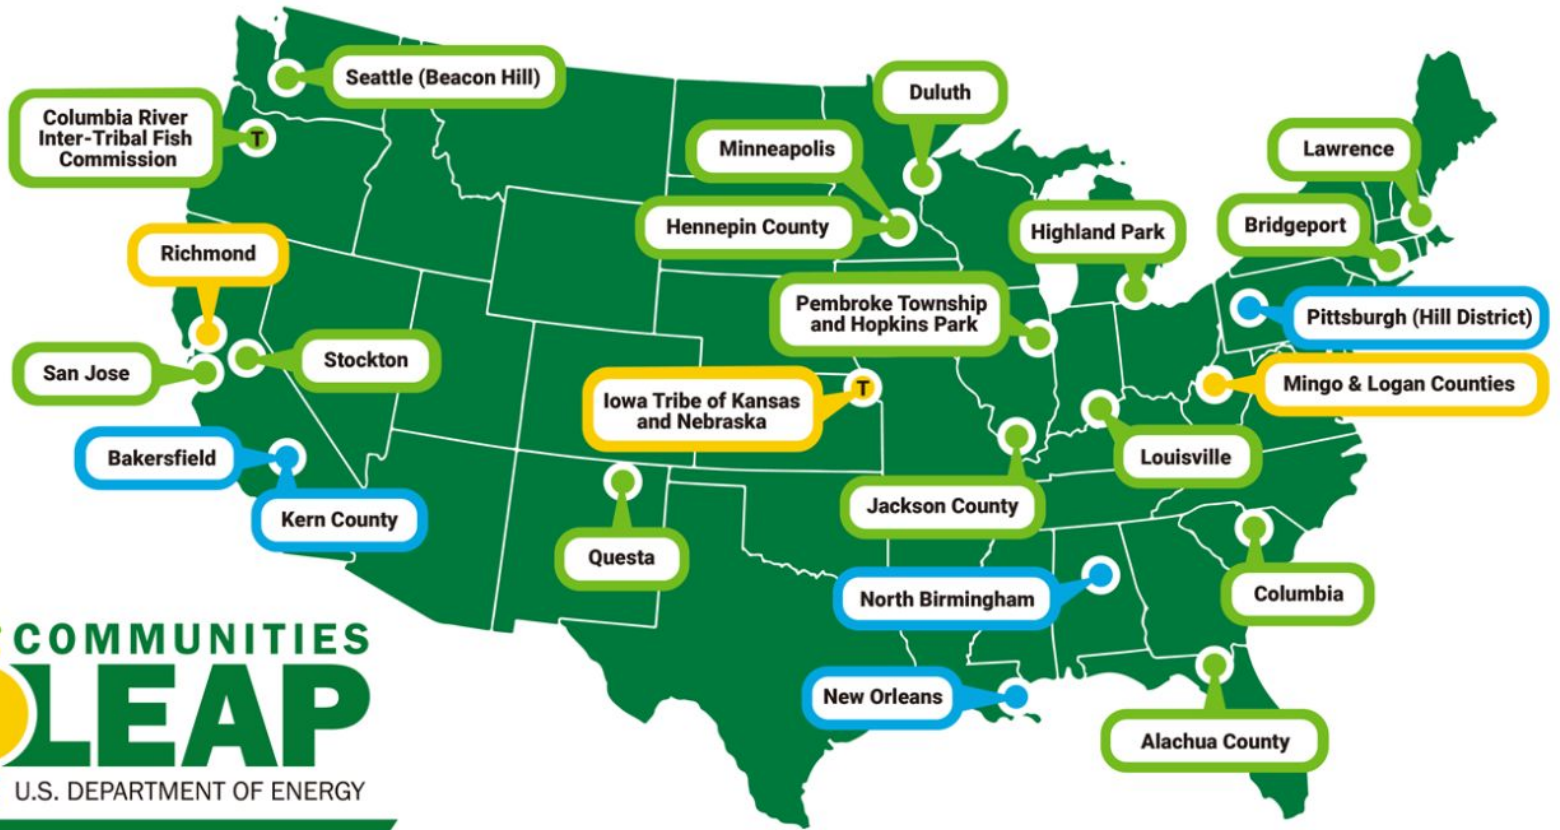 Seattle (Beacon Hill)
Columbia River
Inter-Tribal Fish
Commission
T
Duluth
Minneapolis
Hennepin County
Lawrence
Bridgeport
Highland Park
Richmond
Pembroke Township
and Hopkins Park
Pittsburgh (Hill District)
San Jose
Stockton
Iowa Tribe of Kansas
and Nebraska
T
Mingo & Logan Counties
Bakersfield
Kern County
Louisville
Jackson County
Questa
North Birmingham
Columbia
New Orleans
Alachua County
COMMUNITIES
LEAP
U.S. DEPARTMENT OF ENERGY